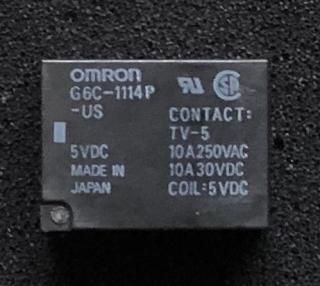 omron
G6C-1114P
-US
CONTACT:
TV-5
5VDC 10A250VAC
MADE IN 10A30VDC
JAPAN COIL:5VDC